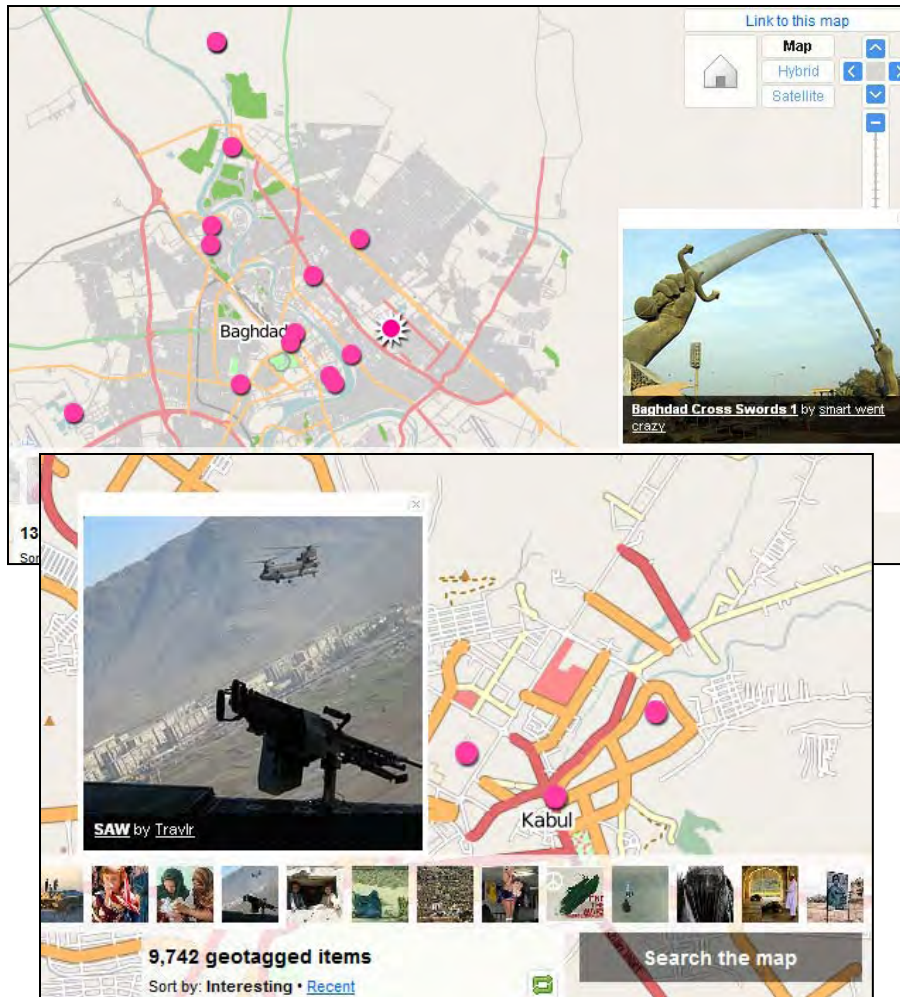 Link to this map
Map
Hybrid
Satellite
Baghdad
Baghdad Cross Swords 1 by smart went
crazy
13
Sor
SAW by Travlr
Kabul
9,742 geotagged items
Sort by: Interesting • Recent
Search the map